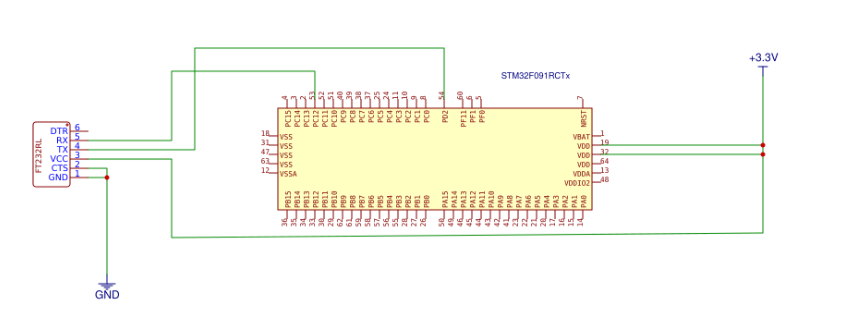 +3.3V
STM32F091RCTx
4 3 2 53 52 51 40 39 38 37 25 24 11 10 9 8 54 60 6 5 7
PC15 PC14 PC13 PC12 PC11 PC10 PC9 PC8 PC7 PC6 PC5 PC4 PC3 PC2 PC1 PC0 PD2 PF11 PF1 PF0 NRST
FT232RL
DTR 6
RX 5
TX 4
VCC 3
CTS 2
GND 1
18 VSS
31 VSS
47 VSS
63 VSS
12 VSSA
VBAT 1
VDD 19
VDD 32
VDD 64
VDDA 13
VDDIO2 48
PB15 PB14 PB13 PB12 PB11 PB10 PB9 PB8 PB7 PB6 PB5 PB4 PB3 PB2 PB1 PB0 PA15 PA14 PA13 PA12 PA11 PA10 PA9 PA8 PA7 PA6 PA5 PA4 PA3 PA2 PA1 PA0
36 35 34 33 30 29 62 61 59 58 57 56 55 28 27 26 50 49 46 45 44 43 42 41 23 22 21 20 17 16 15 14
GND